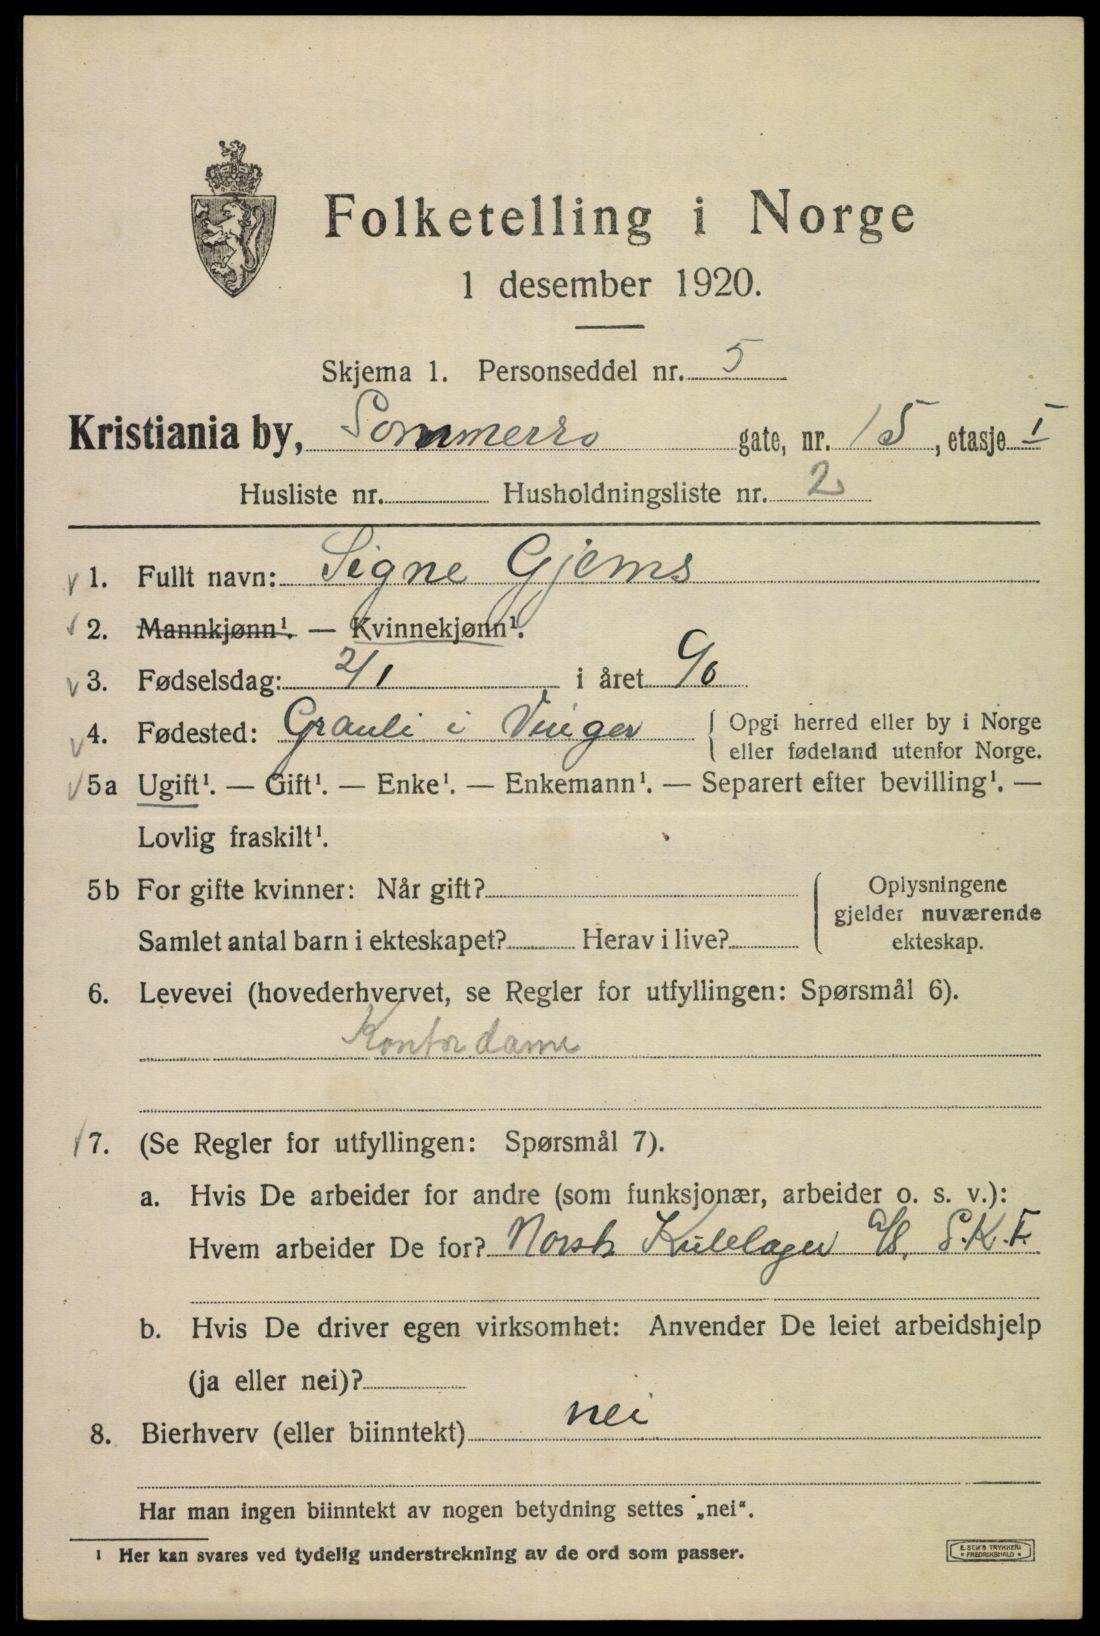 Folketelling i Norge
1 desember 1920.
Skjema 1. Personseddel nr. 5
Kristiania by, Sommerro gate, nr. 15, etasje I
Husliste nr. Husholdningsliste nr. 2
1. Fullt navn: Signe Gjems
2. Mannkjønn¹. — Kvinnekjønn¹.
3. Fødselsdag: 2/1 i året 90
4. Fødested: Grauli i Vinger
Opgi herred eller by i Norge
eller fødeland utenfor Norge.
5a Ugift¹. — Gift¹. — Enke¹. — Enkemann¹. — Separert efter bevilling¹. —
Lovlig fraskilt¹.
5b For gifte kvinner: Når gift?
Samlet antal barn i ekteskapet? Herav i live?
Oplysningene
gjelder nuværende
ekteskap.
6. Levevei (hovederhvervet, se Regler for utfyllingen: Spørsmål 6).
Kontordame
7. (Se Regler for utfyllingen: Spørsmål 7).
a. Hvis De arbeider for andre (som funksjonær, arbeider o. s. v.):
Hvem arbeider De for? Norsk Kulelager A/S. S.K.F.
b. Hvis De driver egen virksomhet: Anvender De leiet arbeidshjelp
(ja eller nei)?
8. Bierhverv (eller biinntekt) nei
Har man ingen biinntekt av nogen betydning settes „nei“.
¹ Her kan svares ved tydelig understrekning av de ord som passer.
E. SEM'S TRYKKERI
* FREDRIKSHALD *